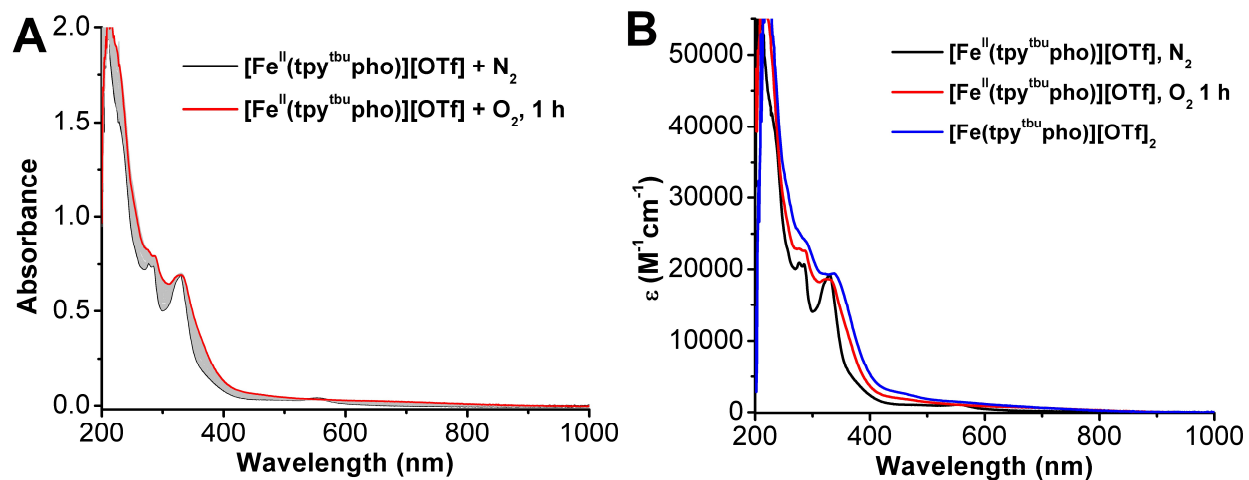 A
2.0
1.5
1.0
0.5
0.0
Absorbance
[Feᴵᴵ(tpyᵗᵇᵘpho)][OTf] + N₂
[Feᴵᴵ(tpyᵗᵇᵘpho)][OTf] + O₂, 1 h
200 400 600 800 1000
Wavelength (nm)
B
50000
40000
30000
20000
10000
0
ε (M⁻¹cm⁻¹)
[Feᴵᴵ(tpyᵗᵇᵘpho)][OTf], N₂
[Feᴵᴵ(tpyᵗᵇᵘpho)][OTf], O₂ 1 h
[Fe(tpyᵗᵇᵘpho)][OTf]₂
200 400 600 800 1000
Wavelength (nm)